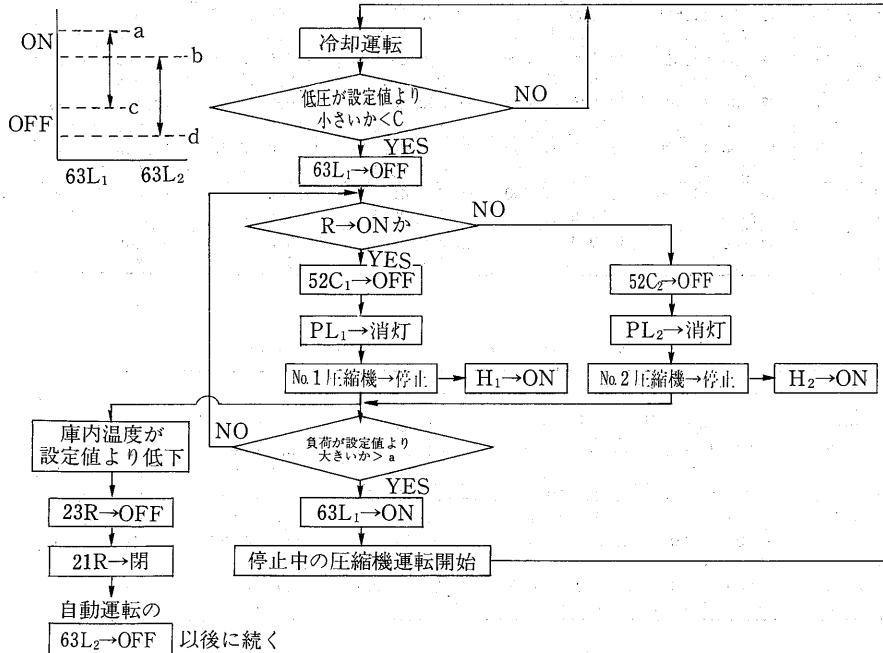 ON
OFF
a
b
c
d
63L₁
63L₂
冷却運転
低圧が設定値より
小さいか<C
NO
YES
63L₁→OFF
R→ONか
NO
YES
52C₁→OFF
52C₂→OFF
PL₁→消灯
PL₂→消灯
No.1圧縮機→停止
H₁→ON
No.2圧縮機→停止
H₂→ON
庫内温度が
設定値より低下
NO
負荷が設定値より
大きいか>a
YES
23R→OFF
63L₁→ON
21R→閉
停止中の圧縮機運転開始
自動運転の
63L₂→OFF 以後に続く